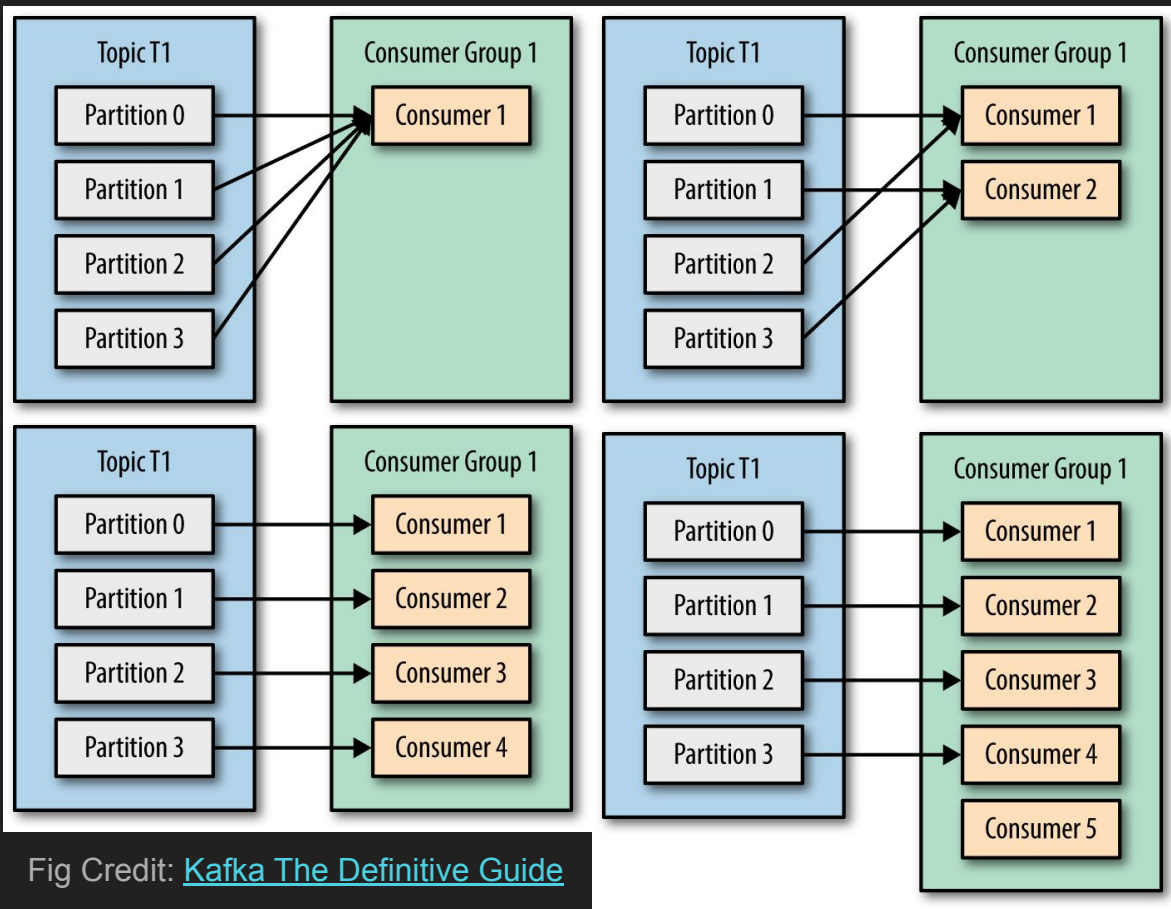 Topic T1
Partition 0
Partition 1
Partition 2
Partition 3
Consumer Group 1
Consumer 1
Topic T1
Partition 0
Partition 1
Partition 2
Partition 3
Consumer Group 1
Consumer 1
Consumer 2
Topic T1
Partition 0
Partition 1
Partition 2
Partition 3
Consumer Group 1
Consumer 1
Consumer 2
Consumer 3
Consumer 4
Topic T1
Partition 0
Partition 1
Partition 2
Partition 3
Consumer Group 1
Consumer 1
Consumer 2
Consumer 3
Consumer 4
Consumer 5
Fig Credit: Kafka The Definitive Guide